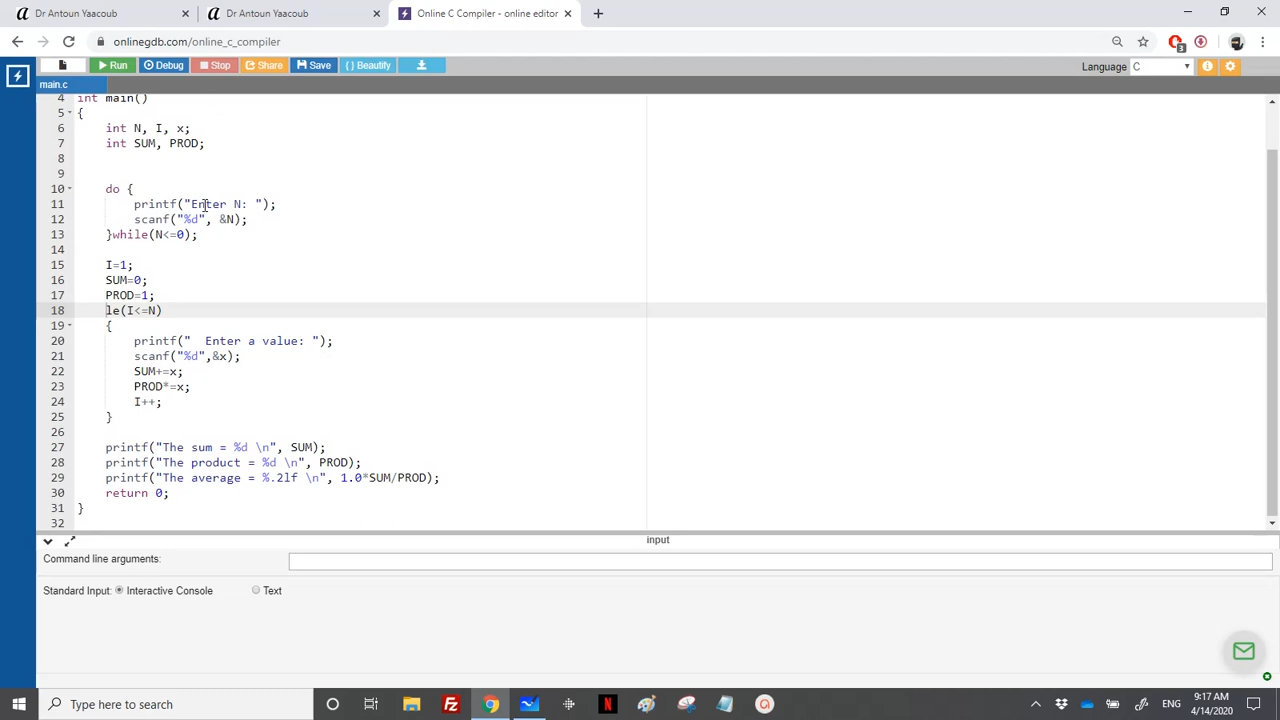 Dr Antoun Yaacoub
Dr Antoun Yaacoub
Online C Compiler - online editor
onlinegdb.com/online_c_compiler
3
Run
Debug
Stop
Share
Save
{ } Beautify
Language C
main.c
4 int main()
5 {
6 int N, I, x;
7 int SUM, PROD;
8
9
10 do {
11 printf("Enter N: ");
12 scanf("%d", &N);
13 }while(N<=0);
14
15 I=1;
16 SUM=0;
17 PROD=1;
18 le(I<=N)
19 {
20 printf("  Enter a value: ");
21 scanf("%d",&x);
22 SUM+=x;
23 PROD*=x;
24 I++;
25 }
26
27 printf("The sum = %d \n", SUM);
28 printf("The product = %d \n", PROD);
29 printf("The average = %.2lf \n", 1.0*SUM/PROD);
30 return 0;
31 }
32
input
Command line arguments:
Standard Input: Interactive Console Text
Type here to search
ENG
9:17 AM
4/14/2020